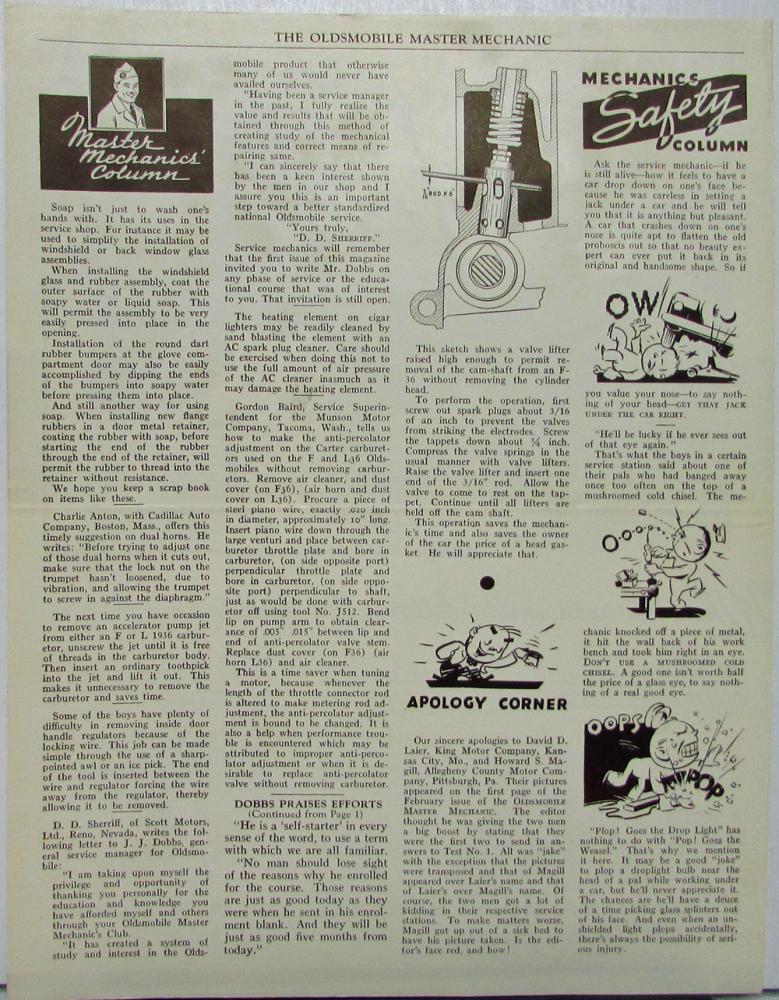 THE OLDSMOBILE MASTER MECHANIC
Master
Mechanics'
Column
Soap isn't just to wash one's
hands with. It has its uses in the
service shop. For instance it may be
used to simplify the installation of
windshield or back window glass
assemblies.
When installing the windshield
glass and rubber assembly, coat the
outer surface of the rubber with
soapy water or liquid soap. This
will permit the assembly to be very
easily pressed into place in the
opening.
Installation of the round dart
rubber bumpers at the glove com-
partment door may also be easily
accomplished by dipping the ends
of the bumpers into soapy water
before pressing them into place.
And still another way for using
soap. When installing new flange
rubbers in a door metal retainer,
coating the rubber with soap, before
starting the end of the rubber
through the end of the retainer, will
permit the rubber to thread into the
retainer without resistance.
We hope you keep a scrap book
on items like these.
Charlie Anton, with Cadillac Auto
Company, Boston, Mass., offers this
timely suggestion on dual horns. He
writes: "Before trying to adjust one
of those dual horns when it cuts out,
make sure that the lock nut on the
trumpet hasn't loosened, due to
vibration, and allowing the trumpet
to screw in against the diaphragm."
The next time you have occasion
to remove an accelerator pump jet
from either an F or L 1936 carbur-
etor, unscrew the jet until it is free
of threads in the carburetor body.
Then insert an ordinary toothpick
into the jet and lift it out. This
makes it unnecessary to remove the
carburetor and saves time.
Some of the boys have plenty of
difficulty in removing inside door
handle regulators because of the
locking wire. This job can be made
simple through the use of a sharp-
pointed awl or an ice pick. The end
of the tool is inserted between the
wire and regulator forcing the wire
away from the regulator, thereby
allowing it to be removed.
D. D. Sherriff, of Scott Motors,
Ltd., Reno, Nevada, writes the fol-
lowing letter to J. J. Dobbs, gen-
eral service manager for Oldsmo-
bile:
"I am taking upon myself the
privilege and opportunity of
thanking you personally for the
education and knowledge you
have afforded myself and others
through your Oldsmobile Master
Mechanic's Club.
"It has created a system of
study and interest in the Olds-
mobile product that otherwise
many of us would never have
availed ourselves.
"Having been a service manager
in the past, I fully realize the
value and results that will be ob-
tained through this method of
creating study of the mechanical
features and correct means of re-
pairing same.
"I can sincerely say that there
has been a keen interest shown
by the men in our shop and I
assure you this is an important
step toward a better standardized
national Oldsmobile service.
"Yours truly,
"D. D. SHERRIFF."
Service mechanics will remember
that the first issue of this magazine
invited you to write Mr. Dobbs on
any phase of service or the educa-
tional course that was of interest
to you. That invitation is still open.
The heating element on cigar
lighters may be readily cleaned by
sand blasting the element with an
AC spark plug cleaner. Care should
be exercised when doing this not to
use the full amount of air pressure
of the AC cleaner inasmuch as it
may damage the heating element.
Gordon Baird, Service Superin-
tendent for the Munson Motor
Company, Tacoma, Wash., tells us
how to make the anti-percolator
adjustment on the Carter carburet-
ors used on the F and L36 Olds-
mobiles without removing carbur-
etors. Remove air cleaner, and dust
cover (on F36), (air horn and dust
cover on L36). Procure a piece of
steel piano wire, exactly .020 inch
in diameter, approximately 10" long.
Insert piano wire down through the
large venturi and place between car-
buretor throttle plate and bore in
carburetor, (on side opposite port)
perpendicular throttle plate and
bore in carburetor, (on side oppo-
site port) perpendicular to shaft,
just as would be done with carbur-
etor off using tool No. J512. Bend
lip on pump arm to obtain clear-
ance of .005" .015" between lip and
end of anti-percolator valve stem.
Replace dust cover (on F36) (air
horn L36) and air cleaner.
This is a time saver when tuning
a motor, because whenever the
length of the throttle connector rod
is altered to make metering rod ad-
justment, the anti-percolator adjust-
ment is bound to be changed. It is
also a help when performance trou-
ble is encountered which may be
attributed to improper anti-perco-
lator adjustment or when it is de-
sirable to replace anti-percolator
valve without removing carburetor.
DOBBS PRAISES EFFORTS
(Continued from Page 1)
"He is a 'self-starter' in every
sense of the word, to use a term
with which we are all familiar.
"No man should lose sight
of the reasons why he enrolled
for the course. Those reasons
are just as good today as they
were when he sent in his enrol-
ment blank. And they will be
just as good five months from
today."
3/16" ROD.X 6"
This sketch shows a valve lifter
raised high enough to permit re-
moval of the cam-shaft from an F-
36 without removing the cylinder
head.
To perform the operation, first
screw out spark plugs about 3/16
of an inch to prevent the valves
from striking the electrodes. Screw
the tappets down about ¼ inch.
Compress the valve springs in the
usual manner with valve lifters.
Raise the valve lifter and insert one
end of the 3/16" rod. Allow the
valve to come to rest on the tap-
pet. Continue until all lifters are
held off the cam shaft.
This operation saves the mechan-
ic's time and also saves the owner
of the car the price of a head gas-
ket. He will appreciate that.
APOLOGY CORNER
Our sincere apologies to David D.
Laier, King Motor Company, Kan-
sas City, Mo., and Howard S. Ma-
gill, Allegheny County Motor Com-
pany, Pittsburgh, Pa. Their pictures
appeared on the first page of the
February issue of the OLDSMOBILE
MASTER MECHANIC. The editor
thought he was giving the two men
a big boost by stating that they
were the first two to send in an-
swers to Test No. 1. All was "jake"
with the exception that the pictures
were transposed and that of Magill
appeared over Laier's name and that
of Laier's over Magill's name. Of
course, the two men got a lot of
kidding in their respective service
stations. To make matters worse,
Magill got up out of a sick bed to
have his picture taken. Is the edi-
tor's face red, and how!
MECHANICS
Safety
COLUMN
Ask the service mechanic—if he
is still alive—how it feels to have a
car drop down on one's face be-
cause he was careless in setting a
jack under a car and he will tell
you that it is anything but pleasant.
A car that crashes down on one's
nose is quite apt to flatten the old
proboscis out so that no beauty ex-
pert can ever put it back in its
original and handsome shape. So if
OW
you value your nose—to say noth-
ing of your head—GET THAT JACK
UNDER THE CAR RIGHT.
"He'll be lucky if he ever sees out
of that eye again."
That's what the boys in a certain
service station said about one of
their pals who had banged away
once too often on the top of a
mushroomed cold chisel. The me-
chanic knocked off a piece of metal,
it hit the wall back of his work
bench and took him right in an eye.
DON'T USE A MUSHROOMED COLD
CHISEL. A good one isn't worth half
the price of a glass eye, to say noth-
ing of a real good eye.
OOPS
POP
"Plop! Goes the Drop Light" has
nothing to do with "Pop! Goes the
Weasel." That's why we mention
it here. It may be a good "joke"
to plop a droplight bulb near the
head of a pal while working under
a car, but he'll never appreciate it.
The chances are he'll have a deuce
of a time picking glass splinters out
of his face. And even when an un-
shielded light plops accidentally,
there's always the possibility of seri-
ous injury.